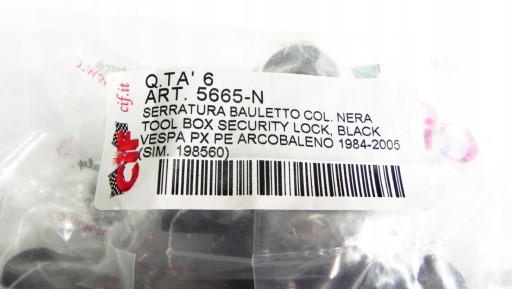 Q.TA' 6
ART. 5665-N
SERRATURA BAULETTO COL. NERA
TOOL BOX SECURITY LOCK, BLACK
VESPA PX PE ARCOBALENO 1984-2005
(SIM. 198560)
cif.it
CIF